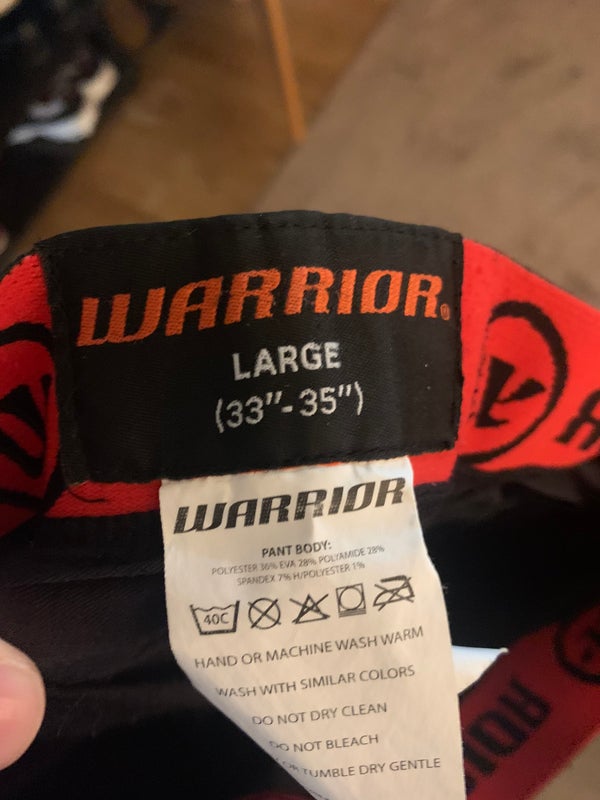 WARRIOR®
LARGE
(33"-35")
WARRIOR
PANT BODY:
POLYESTER 36% EVA 28% POLYAMIDE 28%
SPANDEX 7% H/POLYESTER 1%
40C
HAND OR MACHINE WASH WARM
WASH WITH SIMILAR COLORS
DO NOT DRY CLEAN
DO NOT BLEACH
OR TUMBLE DRY GENTLE